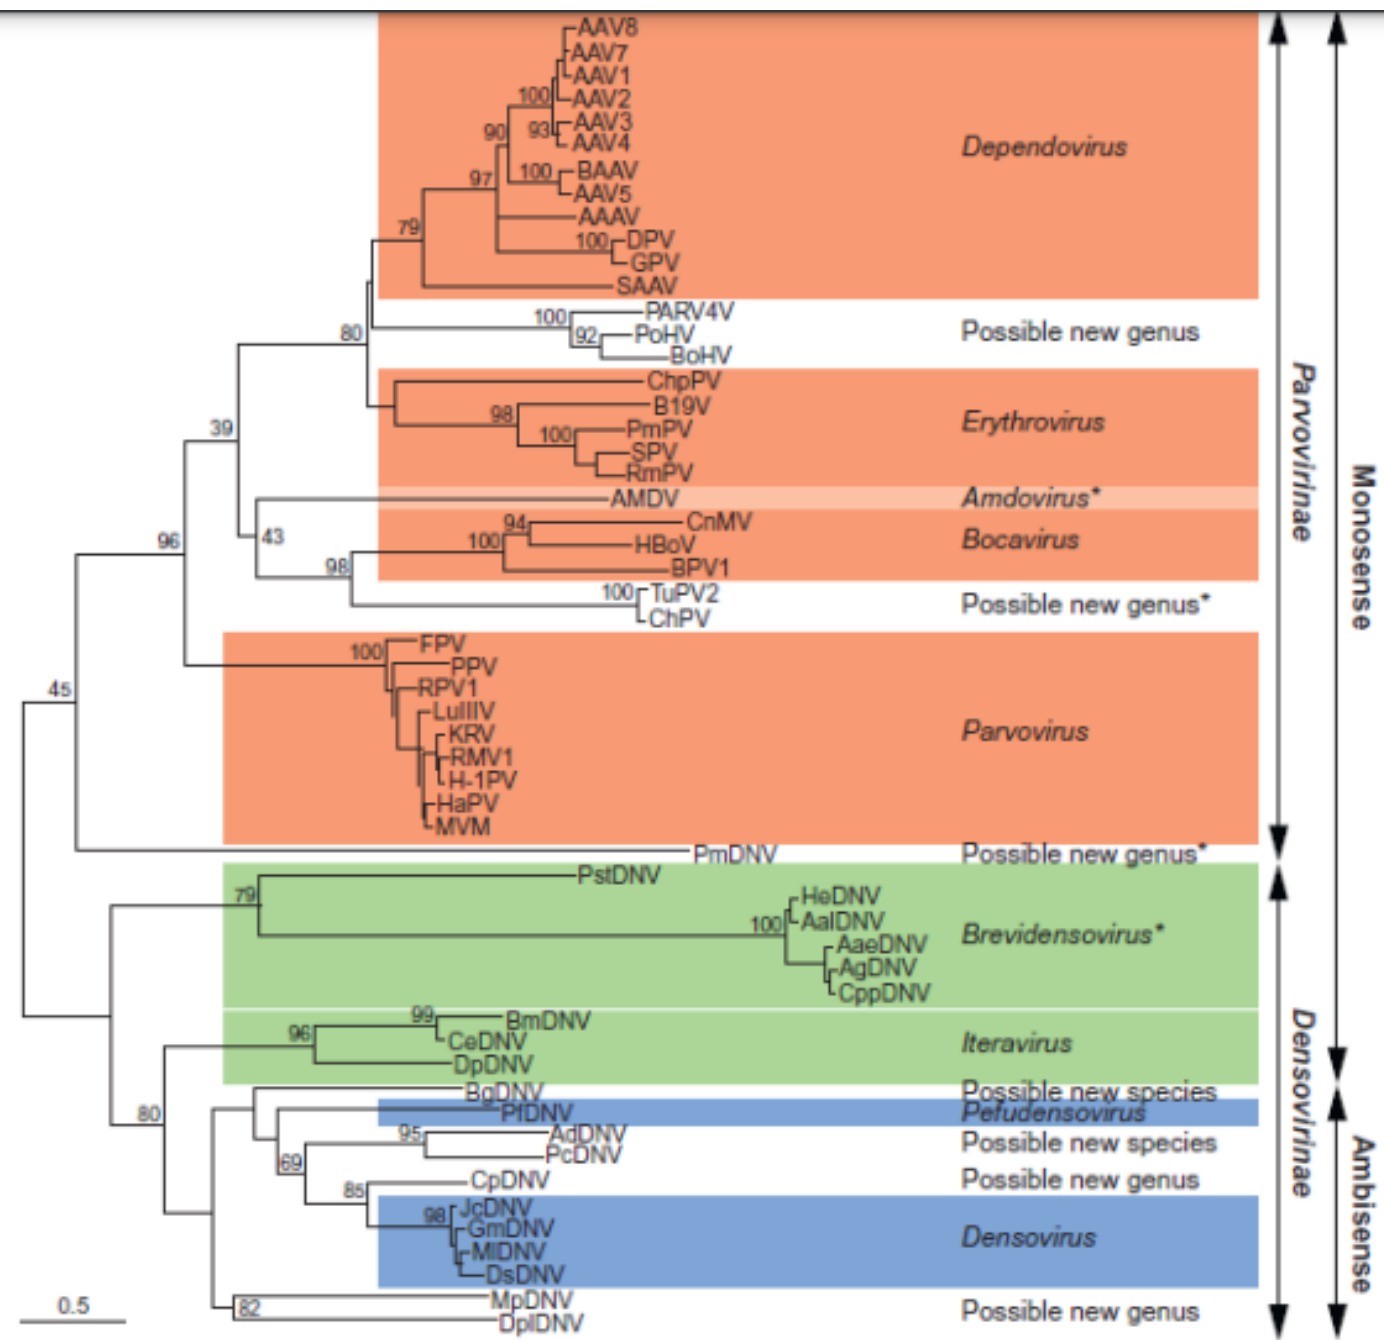 AAV8
AAV7
AAV1
100
AAV2
93
AAV3
90
AAV4
Dependovirus
100
BAAV
97
AAV5
AAAV
79
100
DPV
GPV
SAAV
100
PARV4V
80
92
PoHV
Possible new genus
BoHV
ChpPV
98
B19V
39
100
PmPV
Erythrovirus
SPV
RmPV
AMDV
Amdovirus*
96
43
94
CnMV
100
HBoV
Bocavirus
98
BPV1
100
TuPV2
Possible new genus*
ChPV
100
FPV
PPV
45
RPV1
LuIIIV
KRV
Parvovirus
RMV1
H-1PV
HaPV
MVM
PmDNV
Possible new genus*
79
PstDNV
HeDNV
100
AalDNV
Brevidensovirus*
AaeDNV
AgDNV
CppDNV
96
99
BmDNV
CeDNV
Iteravirus
DpDNV
80
BgDNV
Possible new species
PfDNV
Pefudensovirus
95
AdDNV
Possible new species
69
PcDNV
85
CpDNV
Possible new genus
98
JcDNV
GmDNV
Densovirus
MlDNV
DsDNV
0.5
82
MpDNV
Possible new genus
DplDNV
Parvovirinae
Monosense
Densovirinae
Ambisense